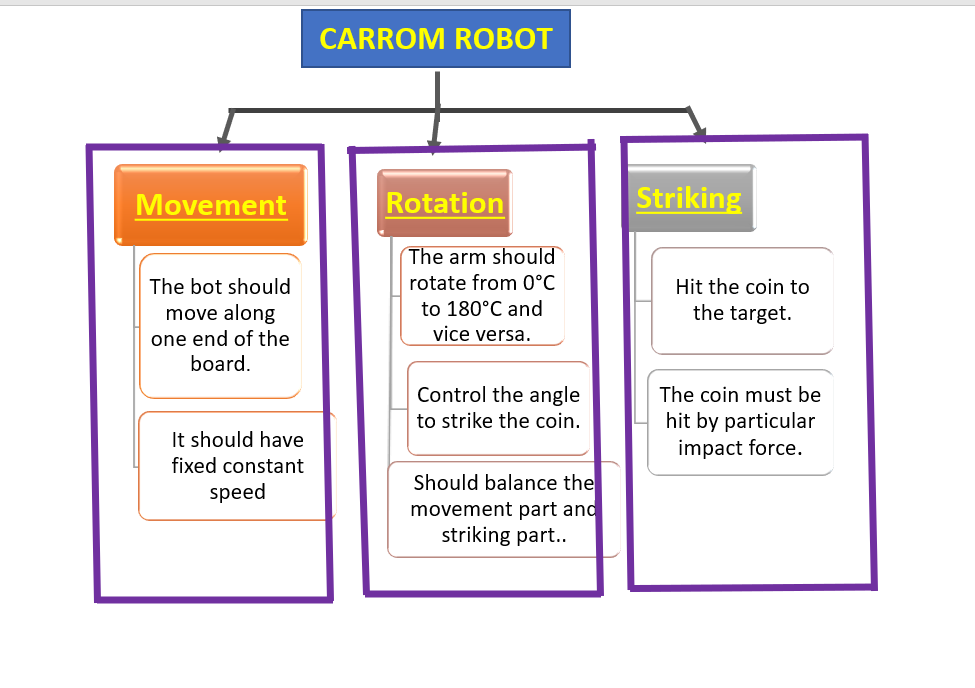 CARROM ROBOT
Movement
The bot should
move along
one end of the
board.
It should have
fixed constant
speed
Rotation
The arm should
rotate from 0°C
to 180°C and
vice versa.
Control the angle
to strike the coin.
Should balance the
movement part and
striking part..
Striking
Hit the coin to
the target.
The coin must be
hit by particular
impact force.